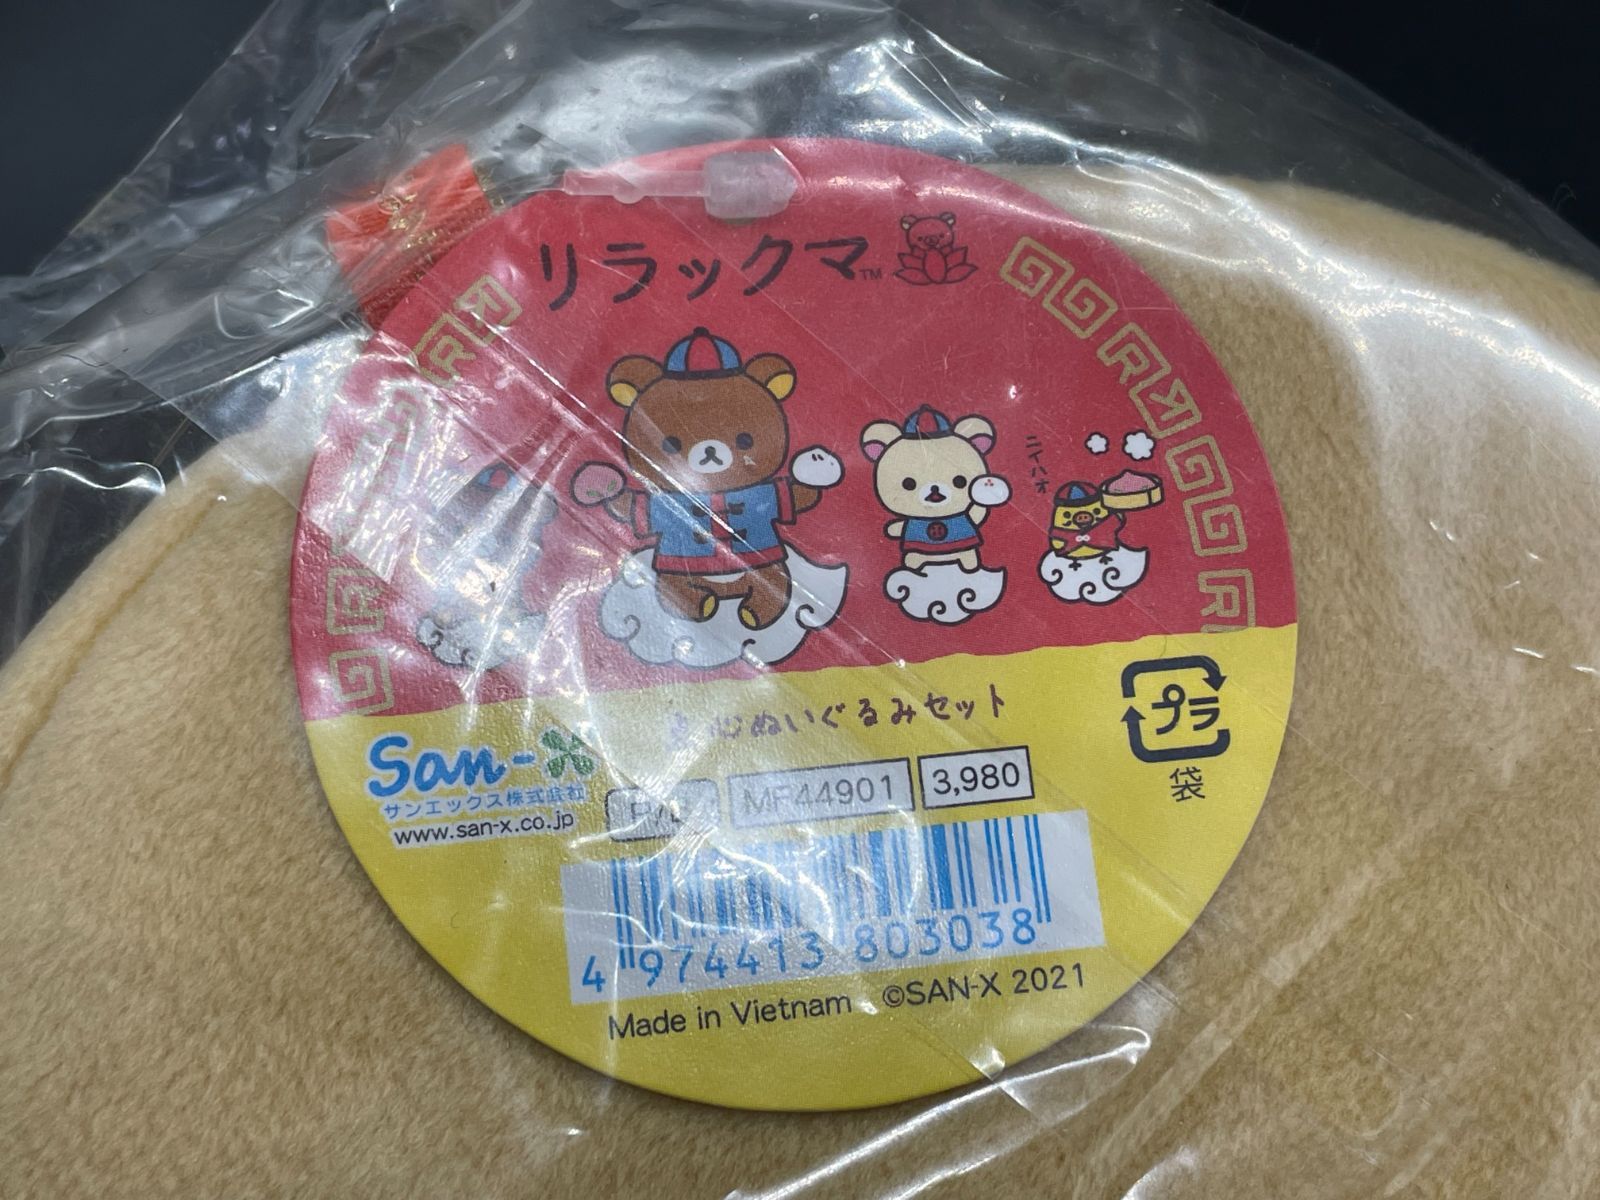 リラックマ™
ニイハオ
点心ぬいぐるみセット
San-X
サンエックス株式会社
www.san-x.co.jp
MF44901
3,980
プラ
袋
4 974413 803038
Made in Vietnam ©SAN-X 2021